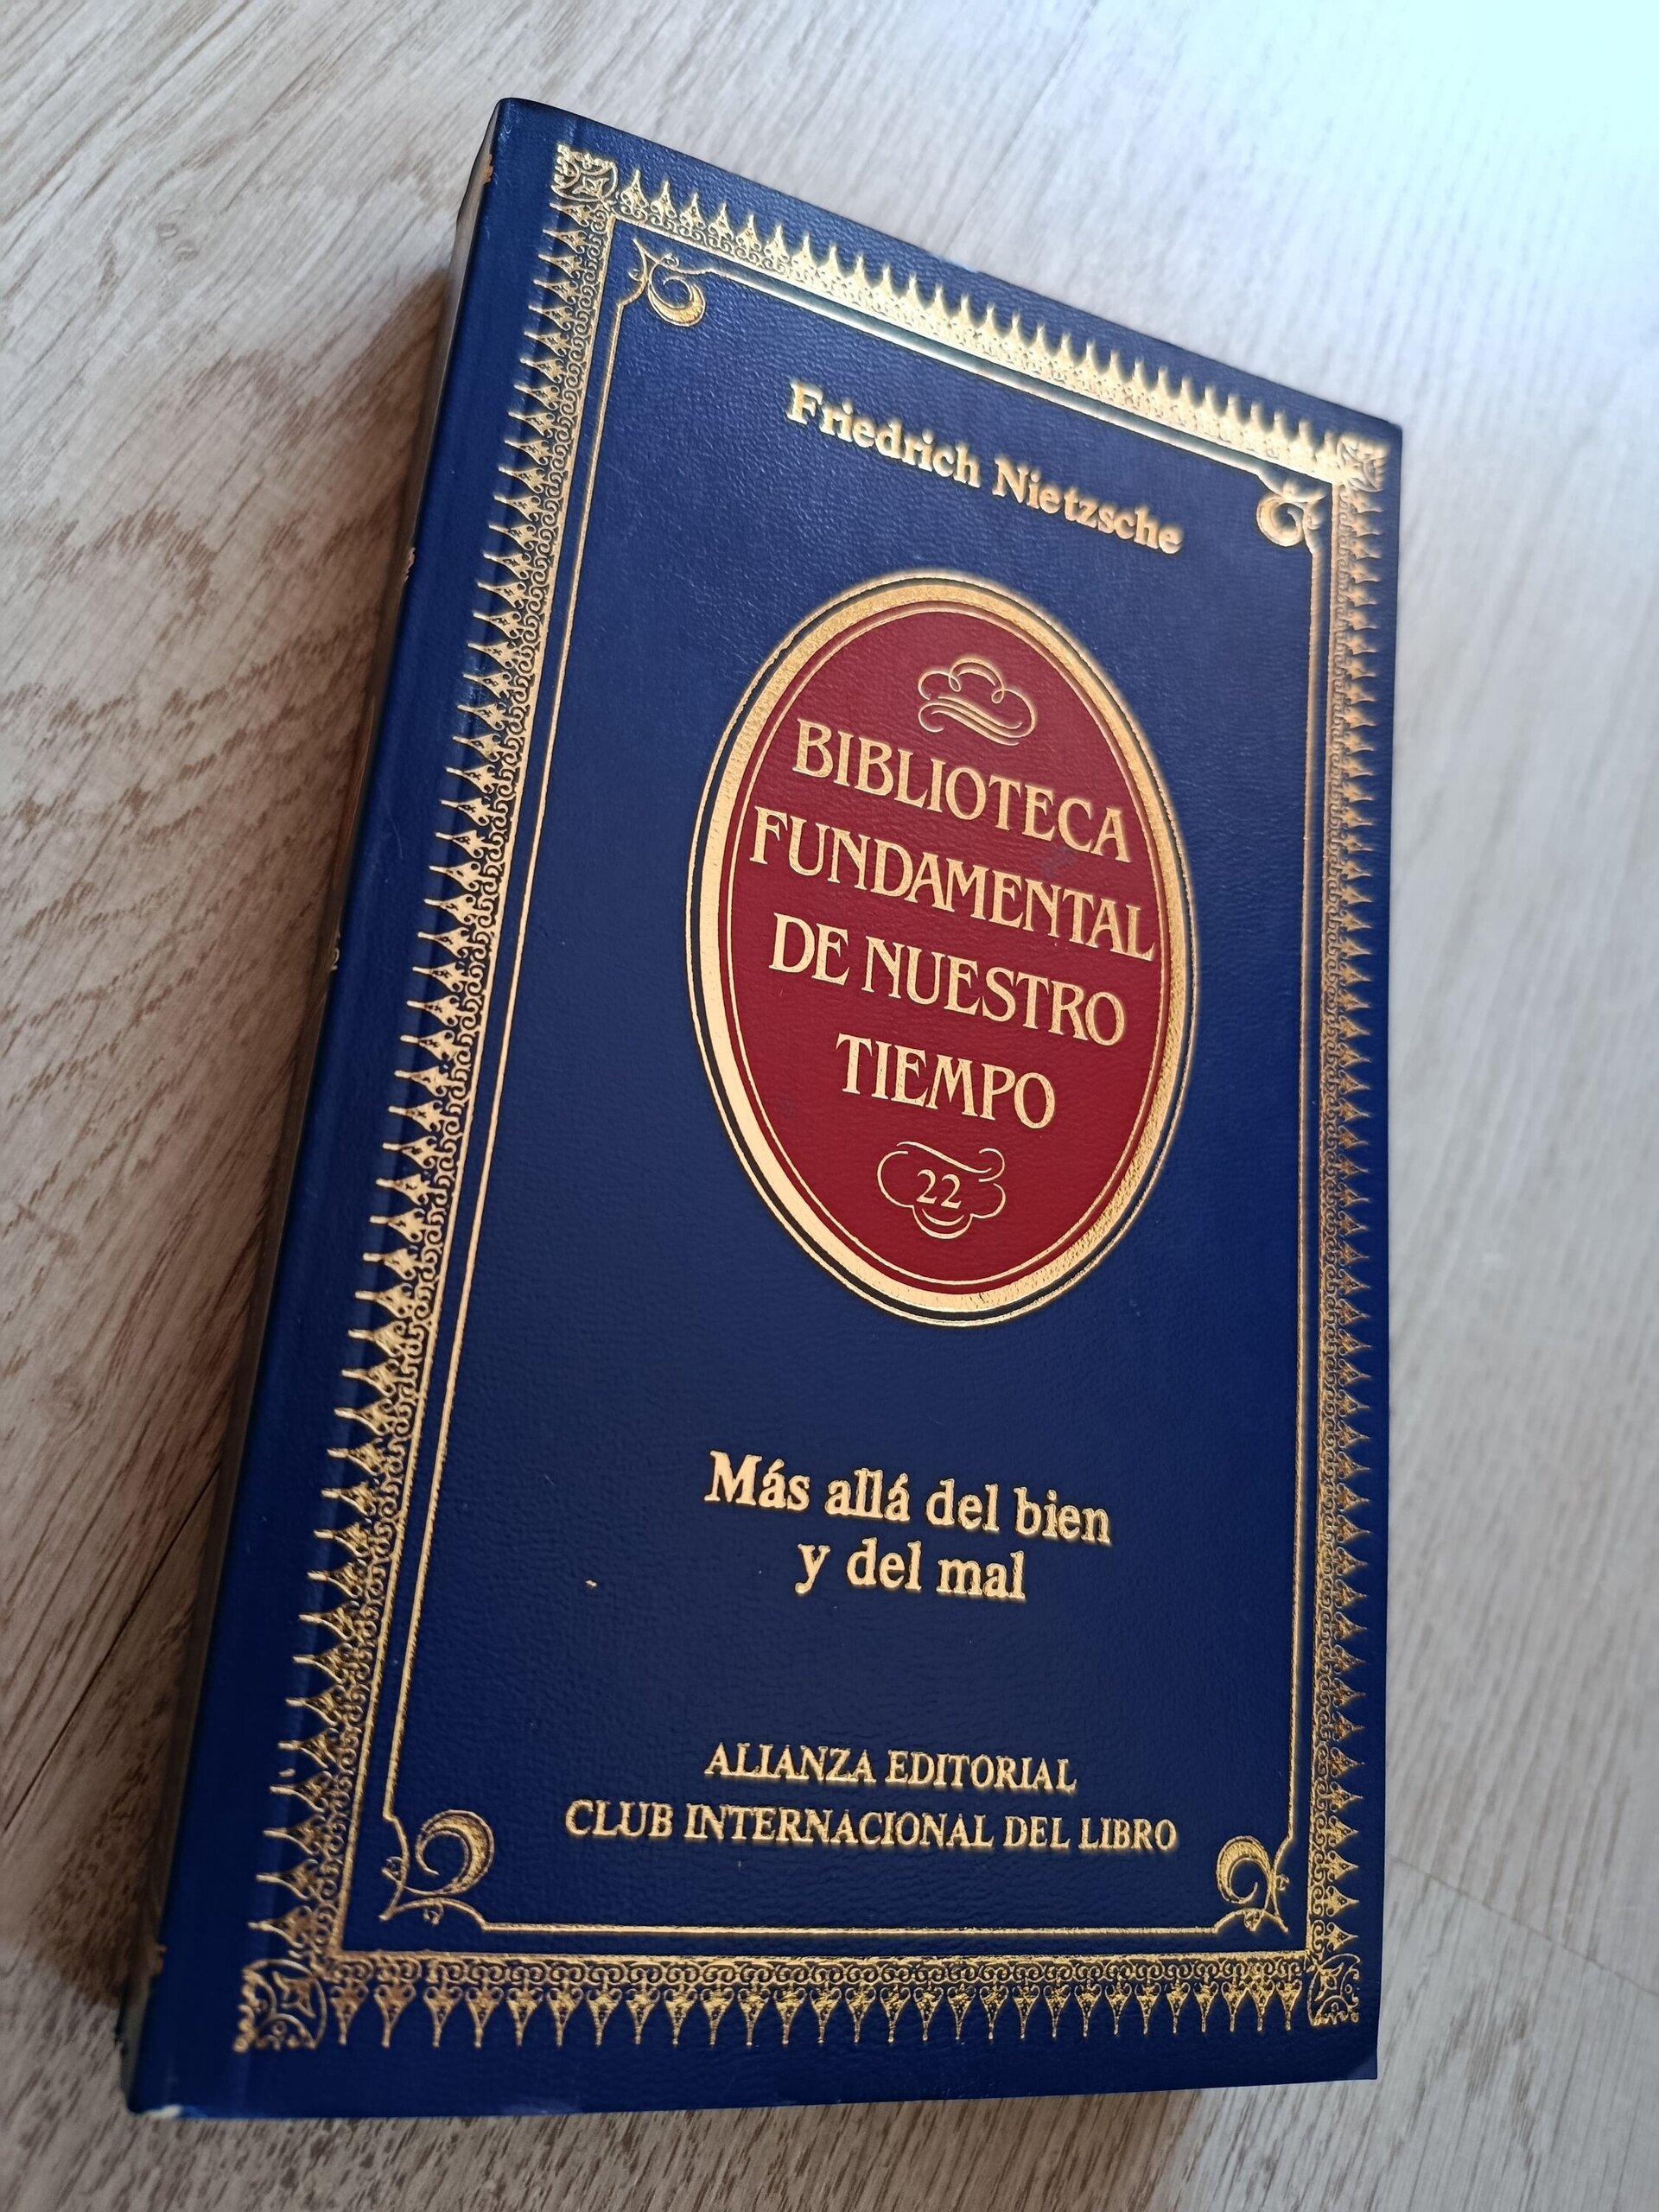 Friedrich Nietzsche
BIBLIOTECA
FUNDAMENTAL
DE NUESTRO
TIEMPO
22
Más allá del bien
y del mal
ALIANZA EDITORIAL
CLUB INTERNACIONAL DEL LIBRO